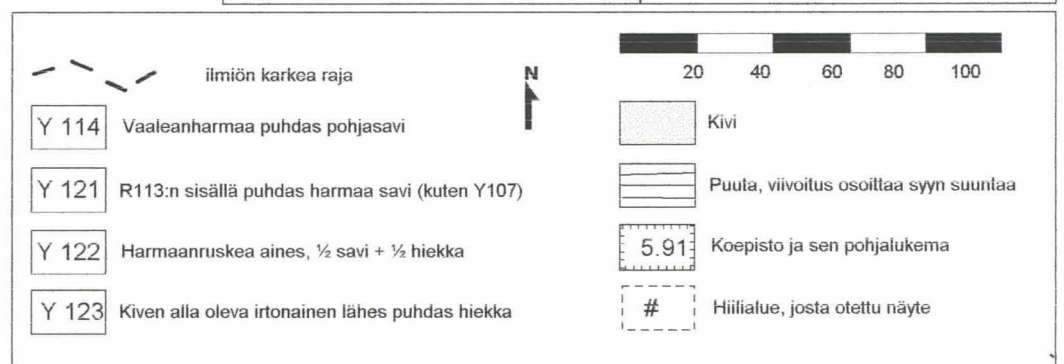 ilmiön karkea raja
N
20 40 60 80 100
Y 114 Vaaleanharmaa puhdas pohjasavi
Kivi
Y 121 R113:n sisällä puhdas harmaa savi (kuten Y107)
Puuta, viivoitus osoittaa syyn suuntaa
Y 122 Harmaanruskea aines, ½ savi + ½ hiekka
5.91 Koepisto ja sen pohjalukema
Y 123 Kiven alla oleva irtonainen lähes puhdas hiekka
# Hiilialue, josta otettu näyte